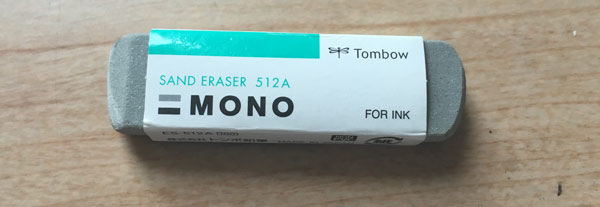 Tombow
SAND ERASER 512A
MONO
FOR INK